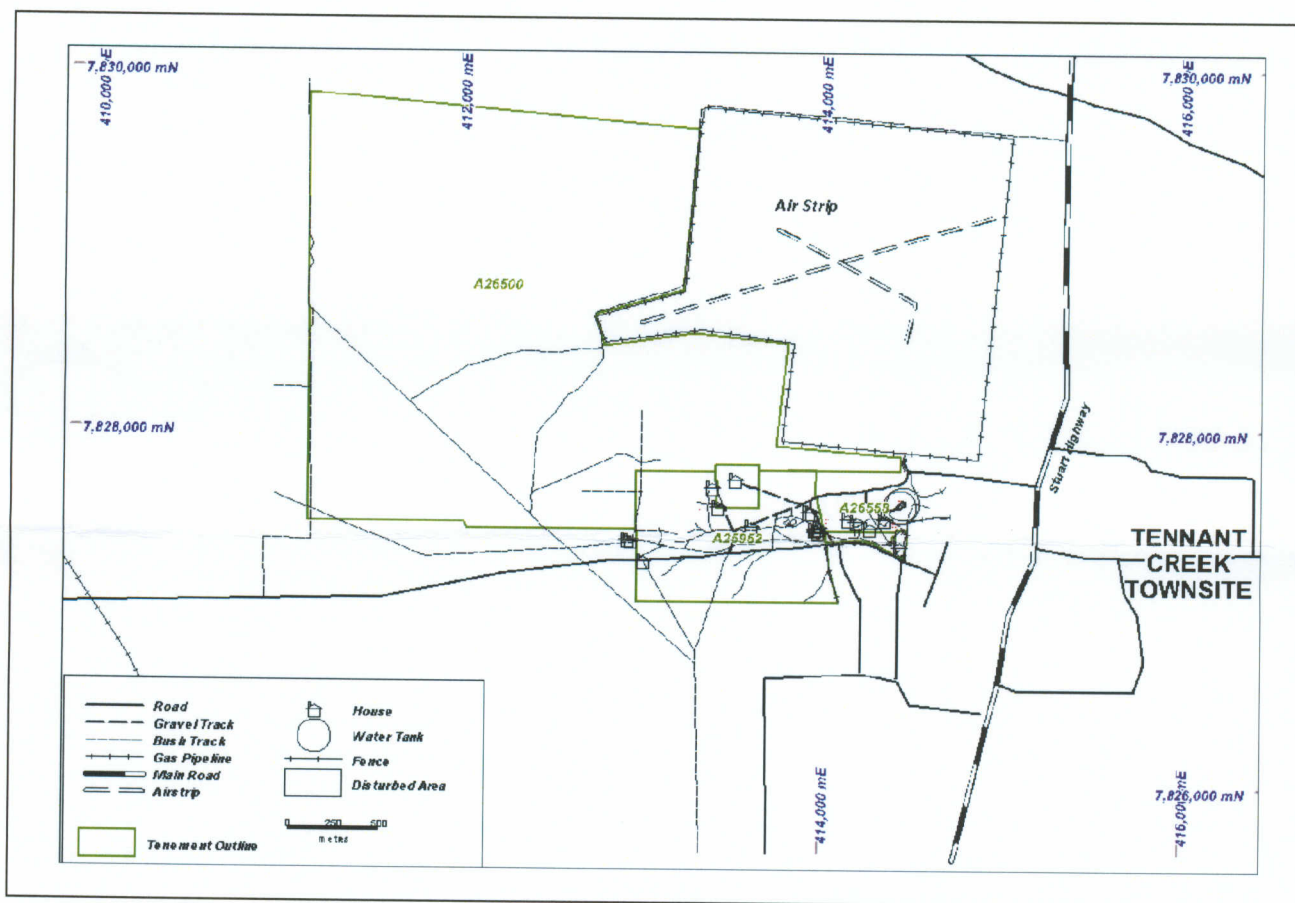 7,830,000 mN
410,000 mE
412,000 mE
414,000 mE
7,830,000 mN
416,000 mE
Air Strip
A26500
7,828,000 mN
7,828,000 mN
Stuart Highway
A26559
A25952
TENNANT
CREEK
TOWNSITE
Road
Gravel Track
Bush Track
Gas Pipeline
Main Road
Airstrip
House
Water Tank
Fence
Disturbed Area
0 250 500
metres
Tenement Outline
414,000 mE
7,826,000 mN
416,000 mE